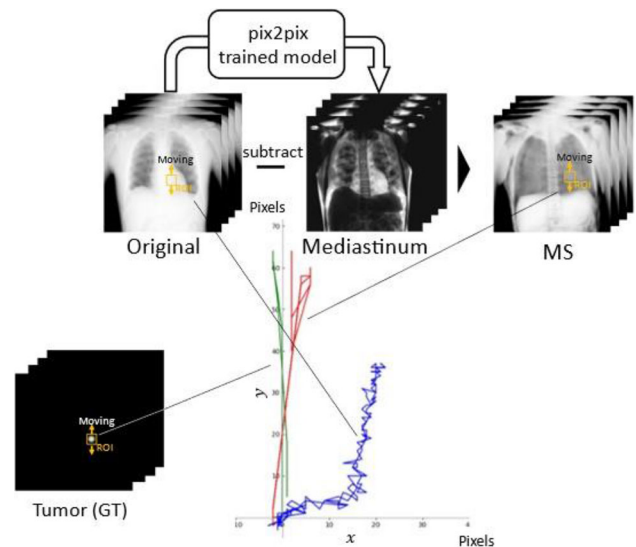 pix2pix
trained model
Moving
ROI
subtract
Moving
ROI
Original
Mediastinum
MS
Pixels
70
60
50
40
30
20
10
y
Moving
ROI
Tumor (GT)
10
0
10
20
30
4
x
Pixels